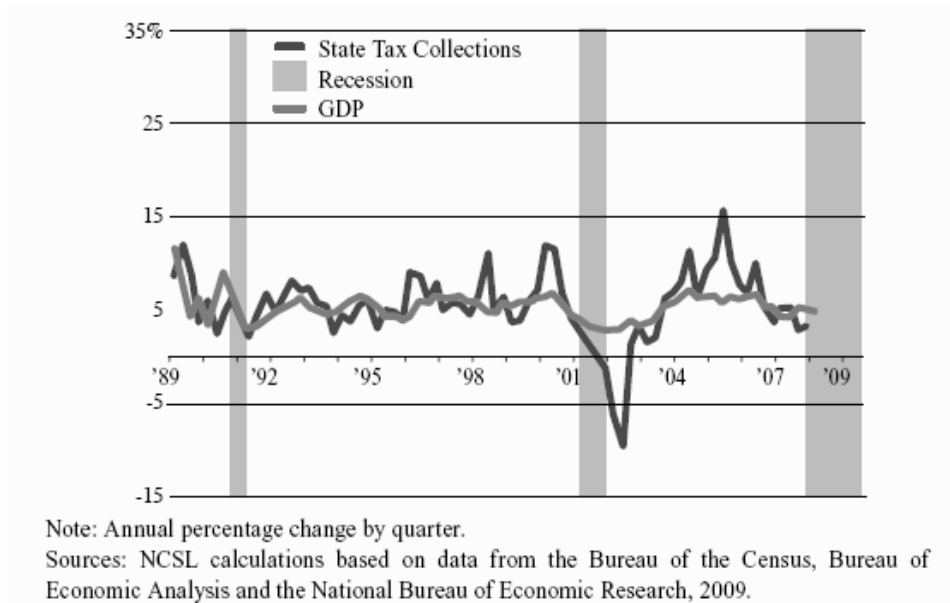 35%
State Tax Collections
Recession
GDP
25
15
5
'89 '92 '95 '98 '01 '04 '07 '09
-5
-15
Note: Annual percentage change by quarter.
Sources: NCSL calculations based on data from the Bureau of the Census, Bureau of
Economic Analysis and the National Bureau of Economic Research, 2009.